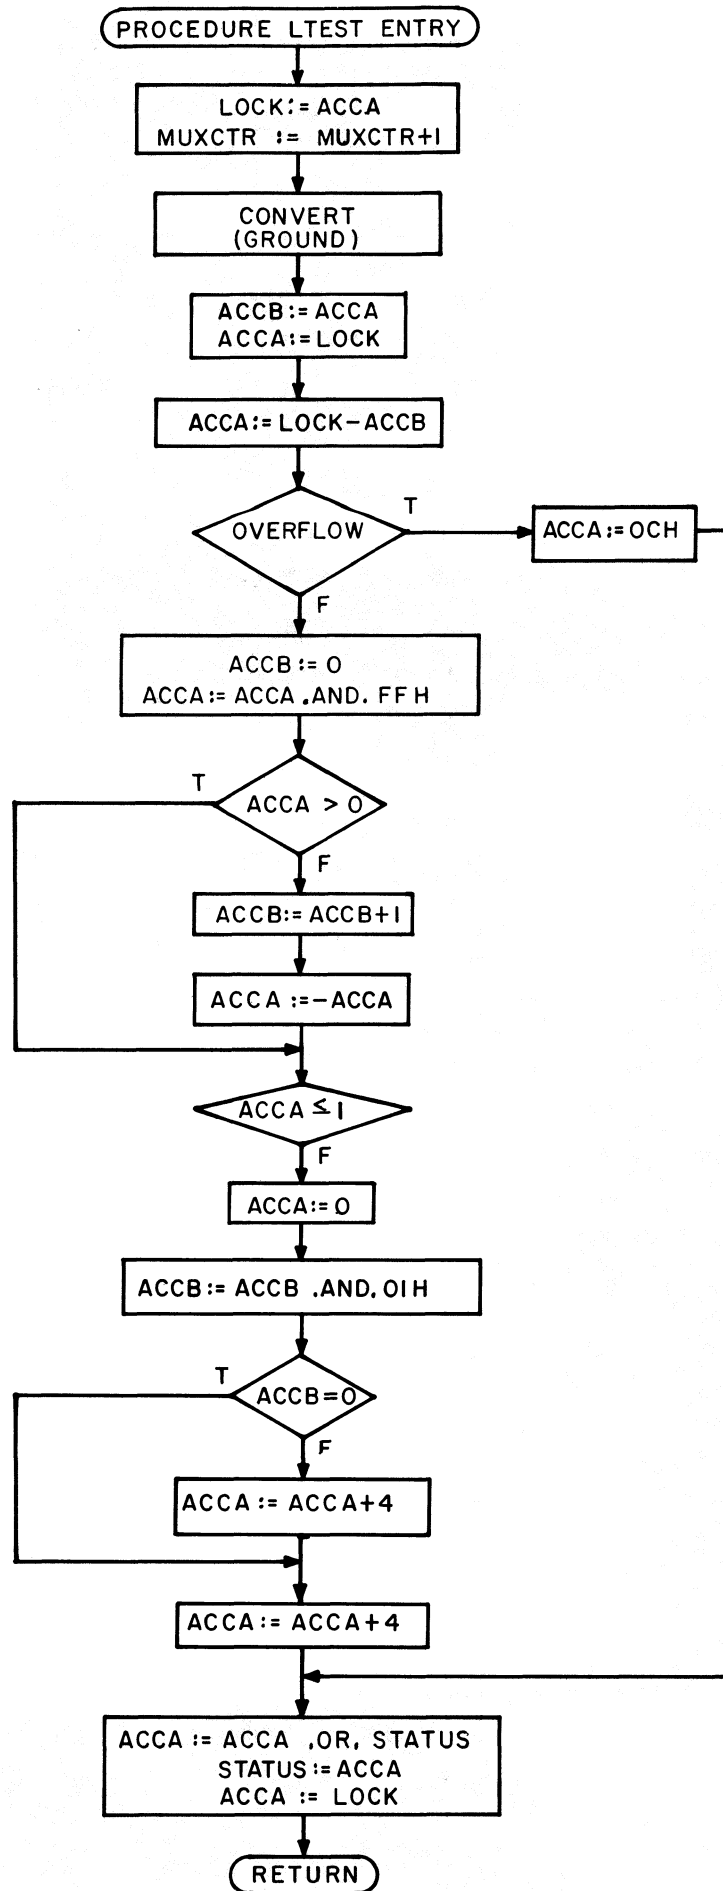 PROCEDURE LTEST ENTRY
LOCK:=ACCA
MUXCTR := MUXCTR+1
CONVERT
(GROUND)
ACCB:=ACCA
ACCA:=LOCK
ACCA:=LOCK-ACCB
OVERFLOW
T
ACCA:=0CH
F
ACCB:=0
ACCA:=ACCA.AND.FFH
T
ACCA > 0
F
ACCB:=ACCB+1
ACCA:=-ACCA
ACCA≤1
F
ACCA:=0
ACCB:=ACCB .AND.01H
T
ACCB=0
F
ACCA:=ACCA+4
ACCA:=ACCA+4
ACCA:=ACCA .OR. STATUS
STATUS:=ACCA
ACCA := LOCK
RETURN